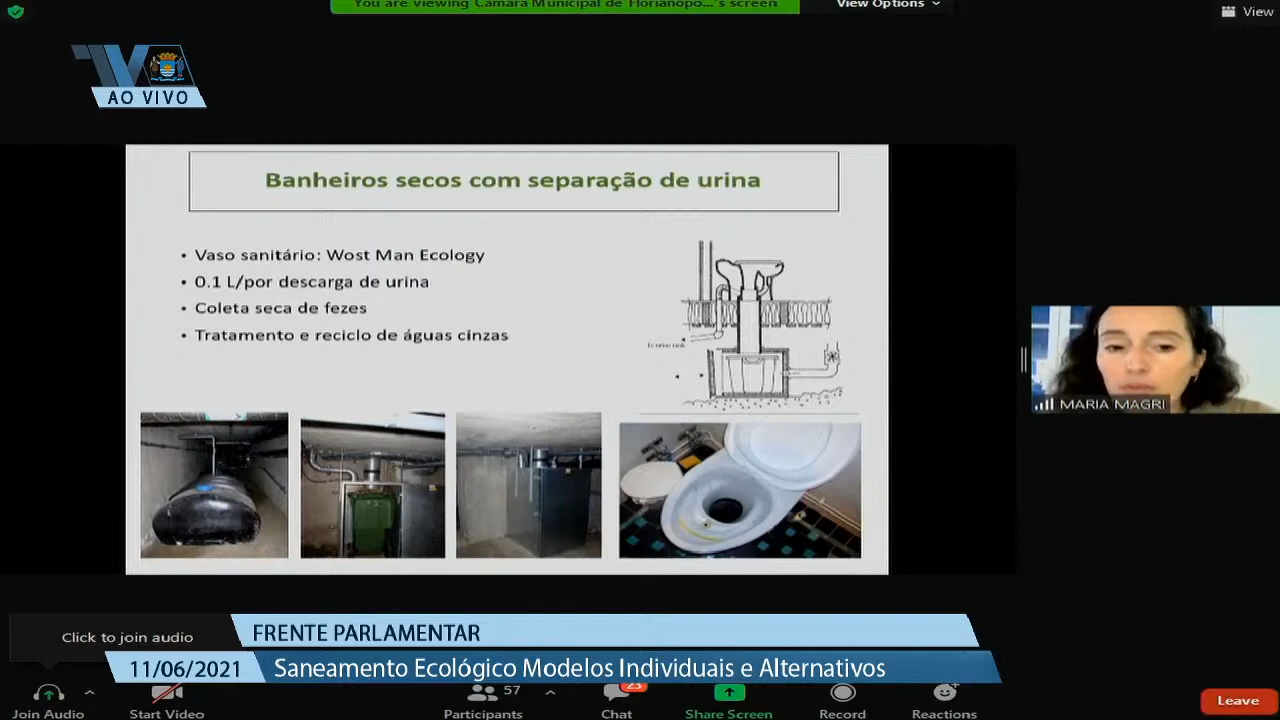 You are viewing Câmara Municipal de Florianópo...'s screen
View Options
View
TV
AO VIVO
Banheiros secos com separação de urina
• Vaso sanitário: Wost Man Ecology
• 0.1 L/por descarga de urina
• Coleta seca de fezes
• Tratamento e reciclo de águas cinzas
MARIA MAGRI
Click to join audio
FRENTE PARLAMENTAR
11/06/2021
Saneamento Ecológico Modelos Individuais e Alternativos
57
23
Join Audio
Start Video
Participants
Chat
Share Screen
Record
Reactions
Leave